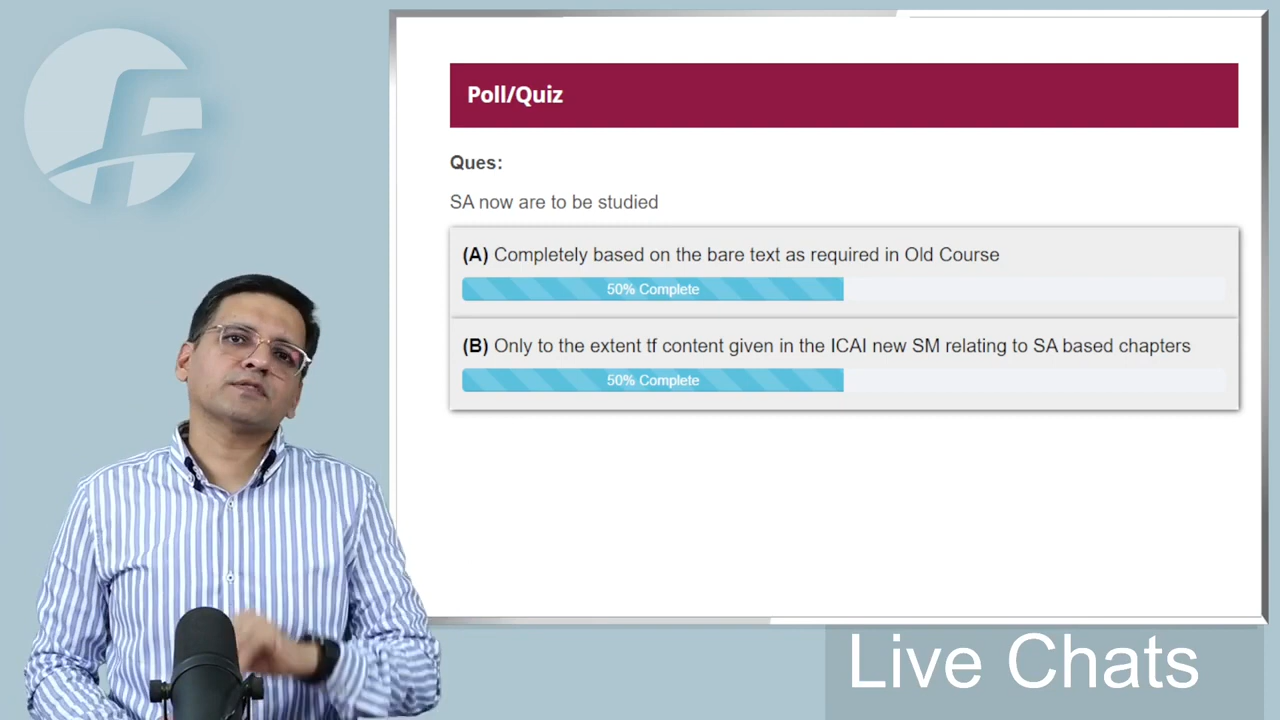 Poll/Quiz
Ques:
SA now are to be studied
(A) Completely based on the bare text as required in Old Course
50% Complete
(B) Only to the extent tf content given in the ICAI new SM relating to SA based chapters
50% Complete
Live Chats